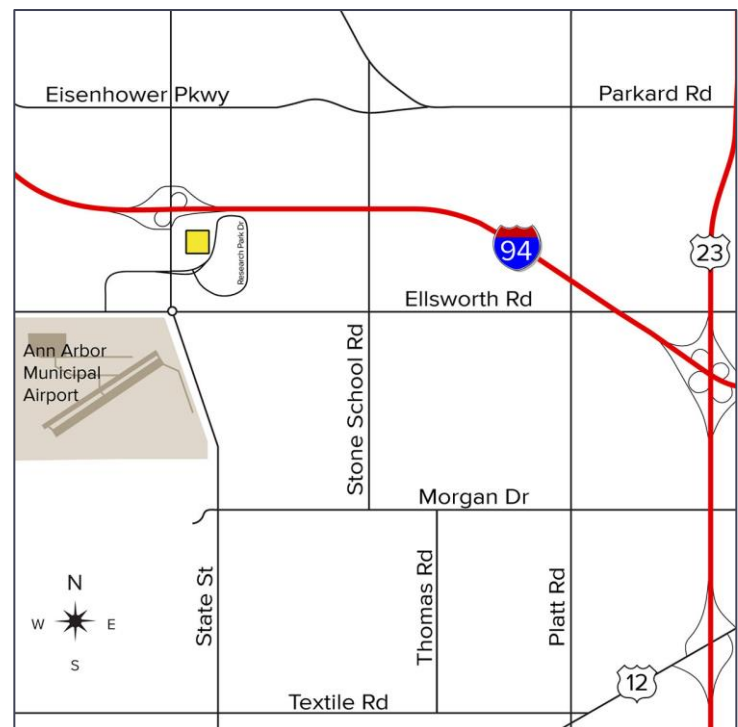 Eisenhower Pkwy
Parkard Rd
Research Park Dr
94
23
Ellsworth Rd
Ann Arbor
Municipal
Airport
Stone School Rd
Morgan Dr
N
W
E
S
State St
Thomas Rd
Platt Rd
12
Textile Rd